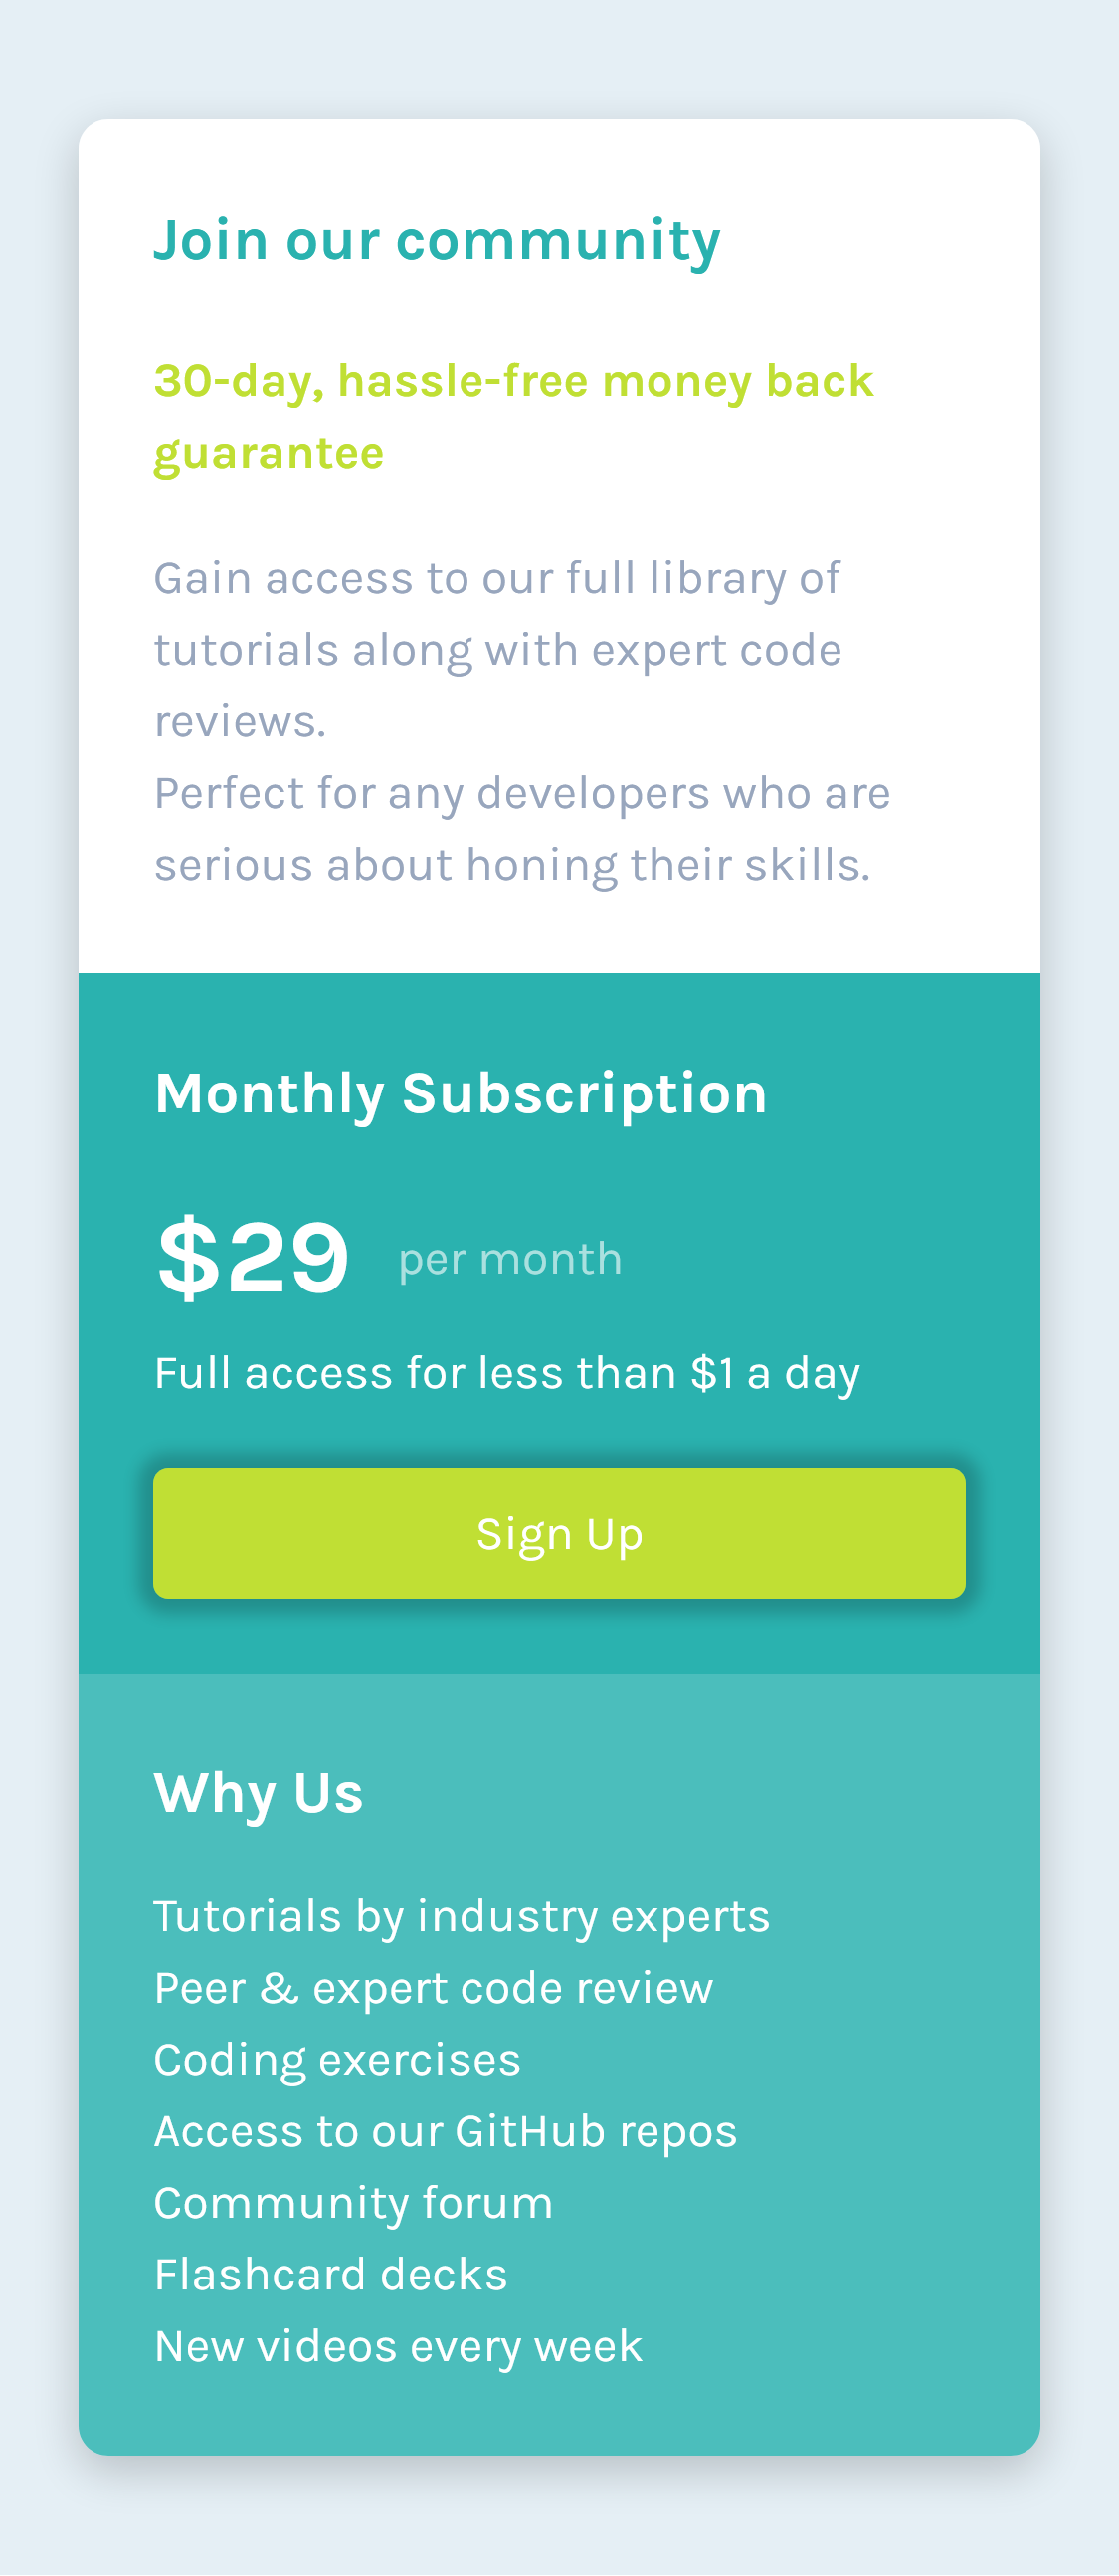 Join our community
30-day, hassle-free money back
guarantee
Gain access to our full library of
tutorials along with expert code
reviews.
Perfect for any developers who are
serious about honing their skills.
Monthly Subscription
$29 per month
Full access for less than $1 a day
Sign Up
Why Us
Tutorials by industry experts
Peer & expert code review
Coding exercises
Access to our GitHub repos
Community forum
Flashcard decks
New videos every week